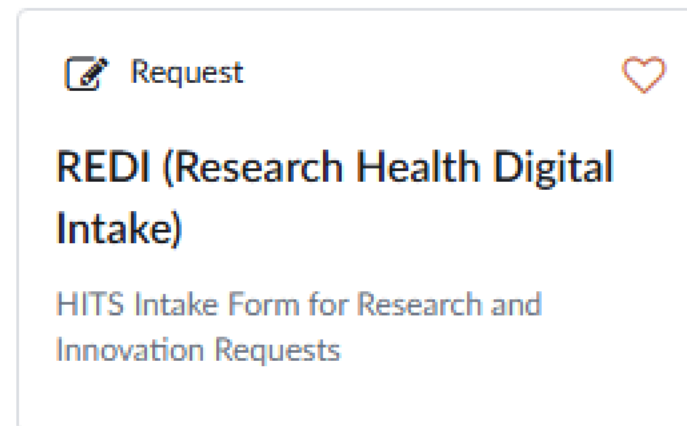 Request
REDI (Research Health Digital
Intake)
HITS Intake Form for Research and
Innovation Requests